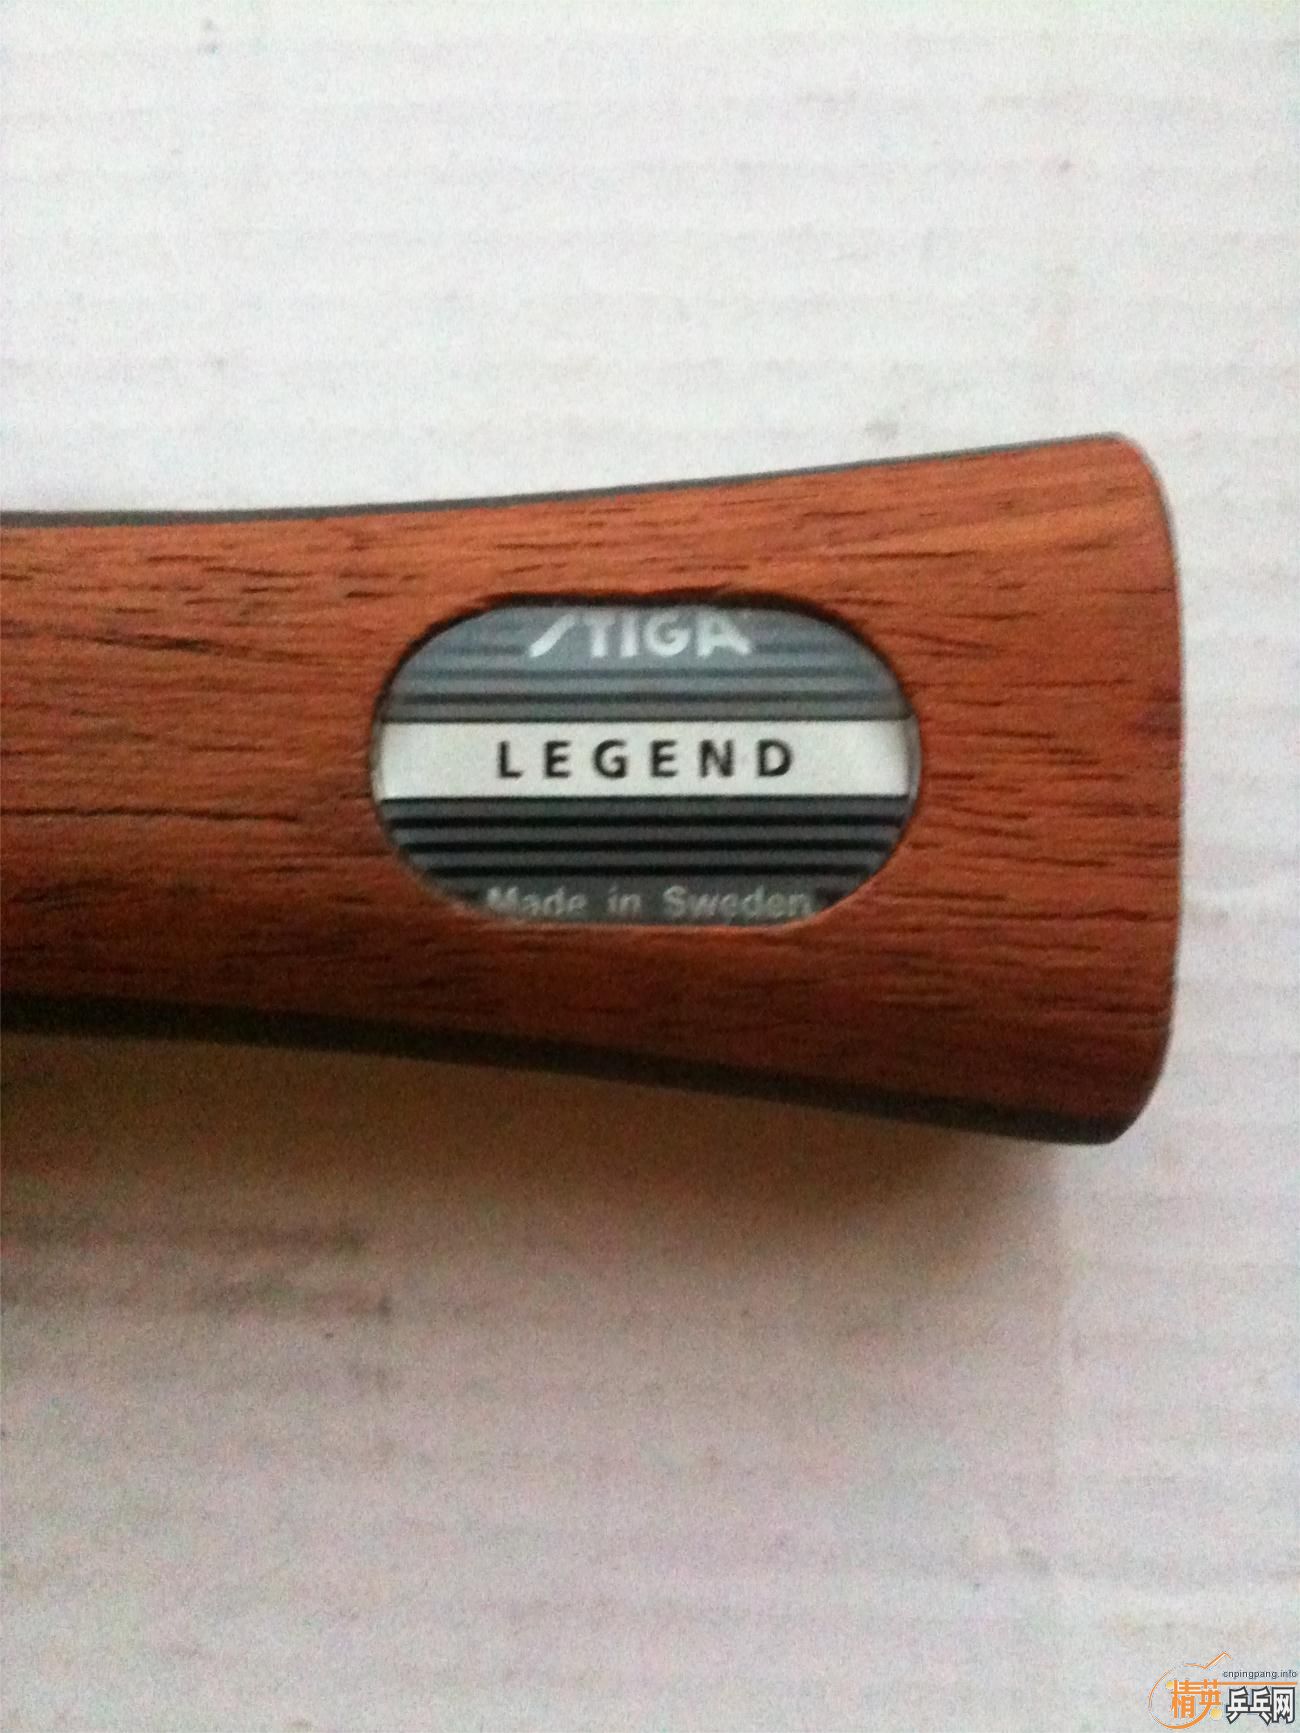 STIGA
LEGEND
Made in Sweden
cnpingpang.info
精英乒乓网